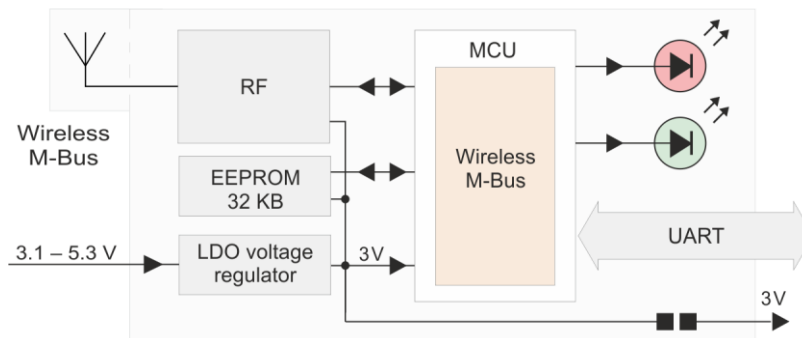 MCU
RF
Wireless
M-Bus
EEPROM
32 KB
Wireless
M-Bus
UART
3.1 – 5.3 V
LDO voltage
regulator
3V
3V